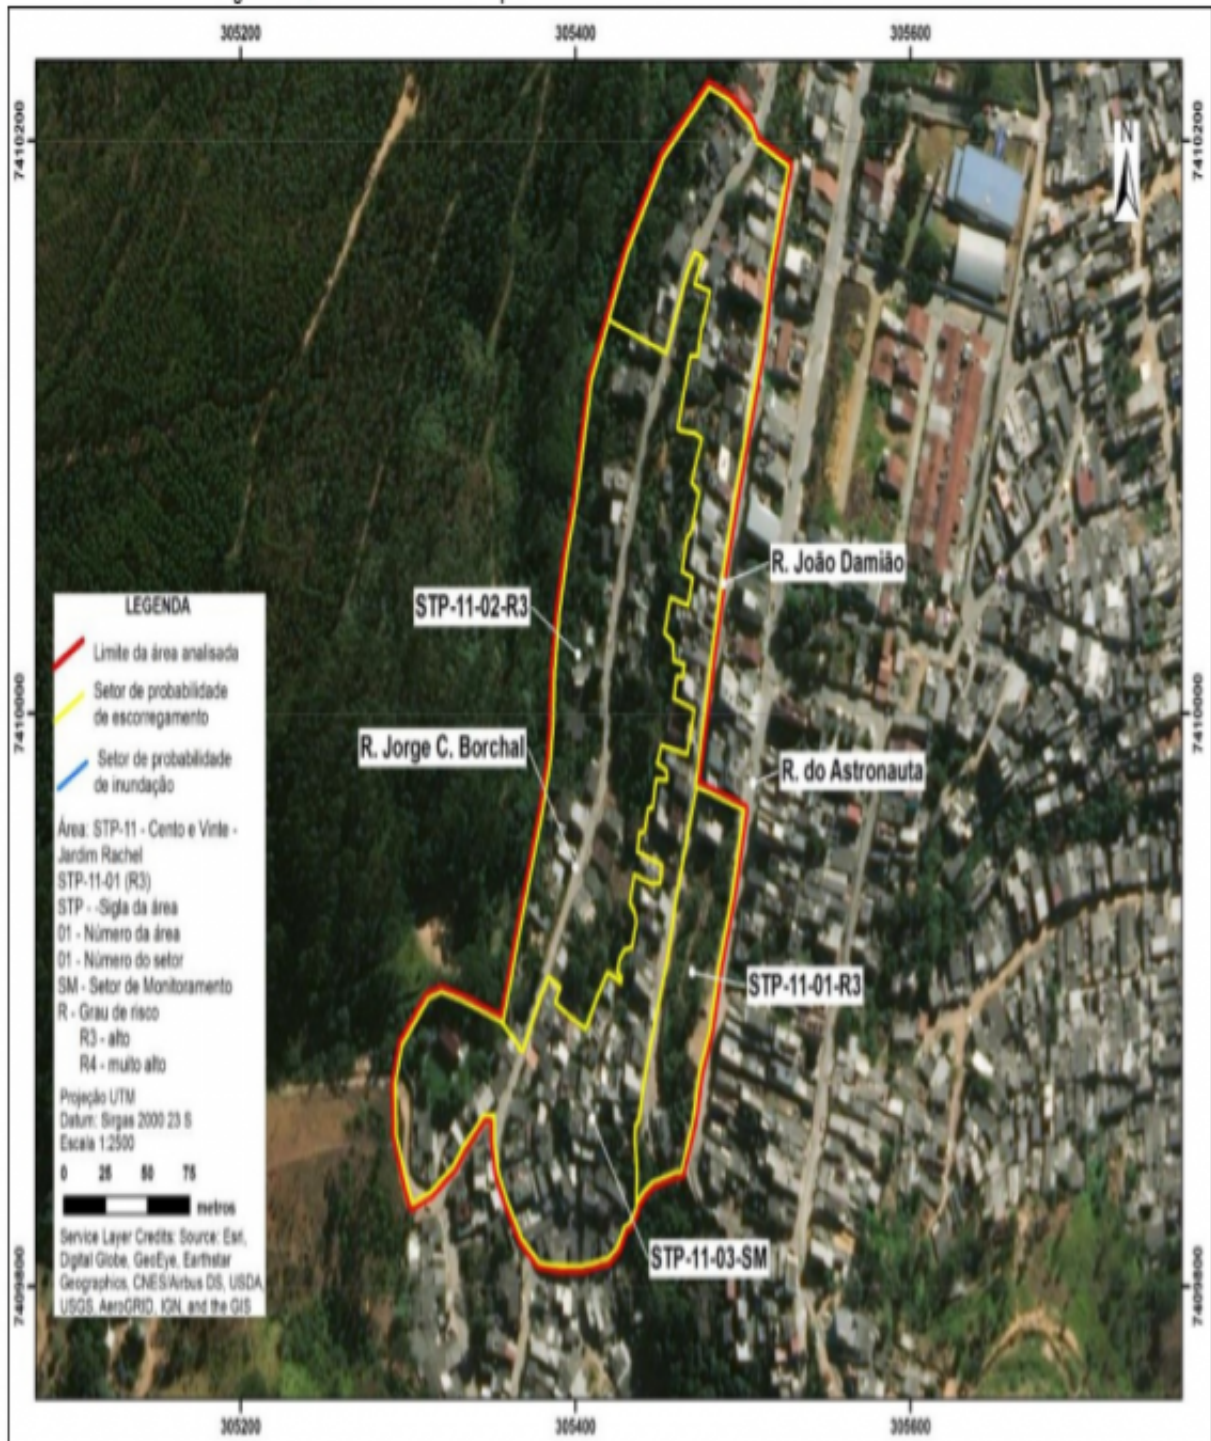 305200 305400 305600
7410200 7410200
N
R. João Damião
STP-11-02-R3
7410000 7410000
R. Jorge C. Borchal
R. do Astronauta
STP-11-01-R3
STP-11-03-SM
LEGENDA
Limite da área analisada
Setor de probabilidade
de escorregamento
Setor de probabilidade
de inundação
Área: STP-11 - Cento e Vinte -
Jardim Rachel
STP-11-01 (R3)
STP - -Sigla da área
01 - Número da área
01 - Número do setor
SM - Setor de Monitoramento
R - Grau de risco
R3 - alto
R4 - muito alto
Projeção UTM
Datum: Sirgas 2000 23 S
Escala 1:2500
0 25 50 75
metros
Service Layer Credits: Source: Esri,
Digital Globe, GeoEye, Earthstar
Geographics, CNES/Airbus DS, USDA,
USGS, AeroGRID, IGN, and the GIS
7409800 7409800
305200 305400 305600